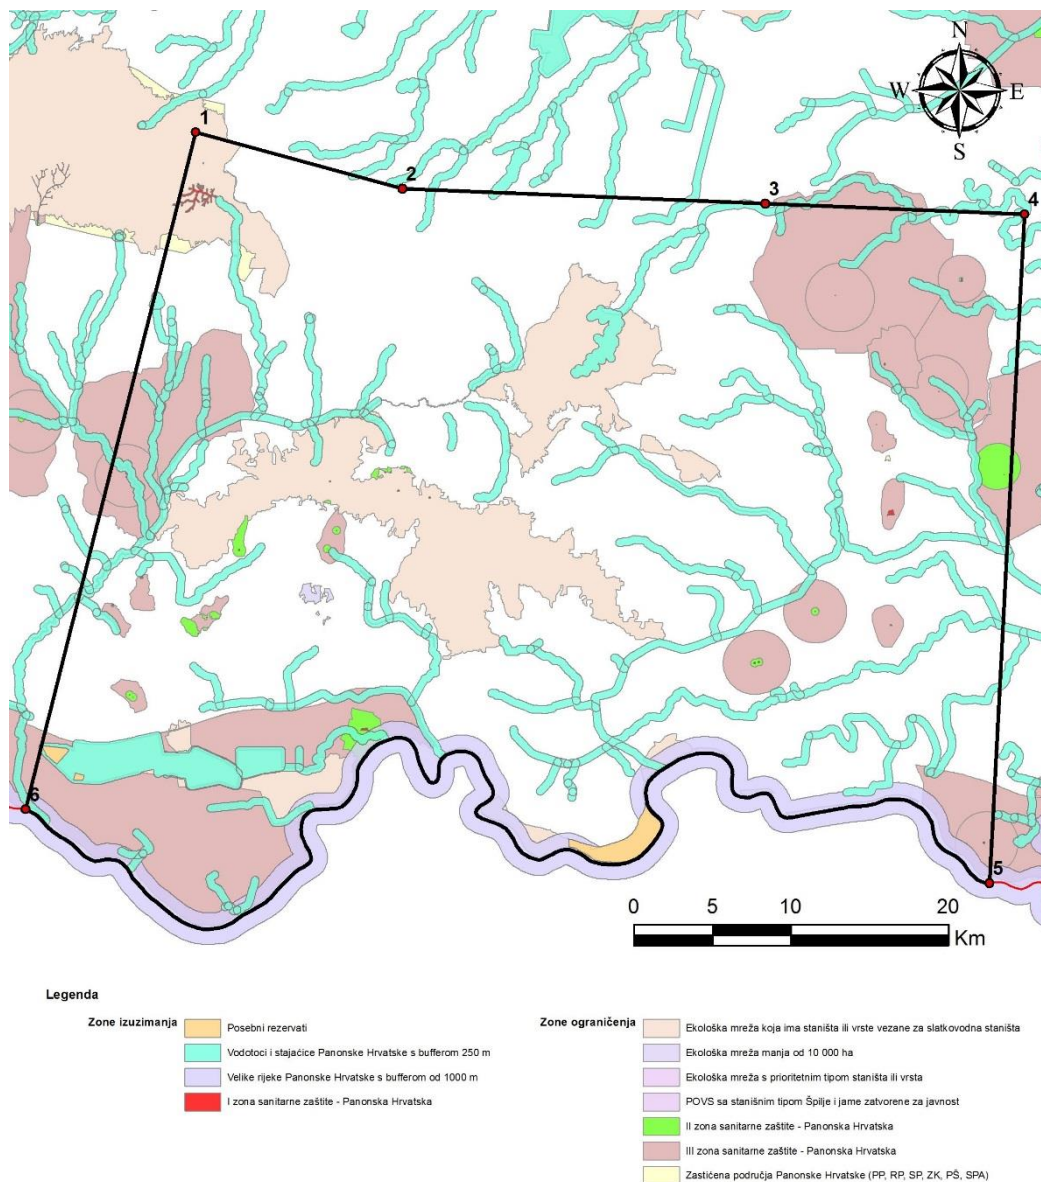 N
W E
S
1
2
3
4
5
6
0 5 10 20
Km
Legenda
Zone izuzimanja
Posebni rezervati
Vodotoci i stajaćice Panonske Hrvatske s bufferom 250 m
Velike rijeke Panonske Hrvatske s bufferom od 1000 m
I zona sanitarne zaštite - Panonska Hrvatska
Zone ograničenja
Ekološka mreža koja ima staništa ili vrste vezane za slatkovodna staništa
Ekološka mreža manja od 10 000 ha
Ekološka mreža s prioritetnim tipom staništa ili vrsta
POVS sa stanišnim tipom Špilje i jame zatvorene za javnost
II zona sanitarne zaštite - Panonska Hrvatska
III zona sanitarne zaštite - Panonska Hrvatska
Zastićena područja Panonske Hrvatske (PP, RP, SP, ZK, PŠ, SPA)